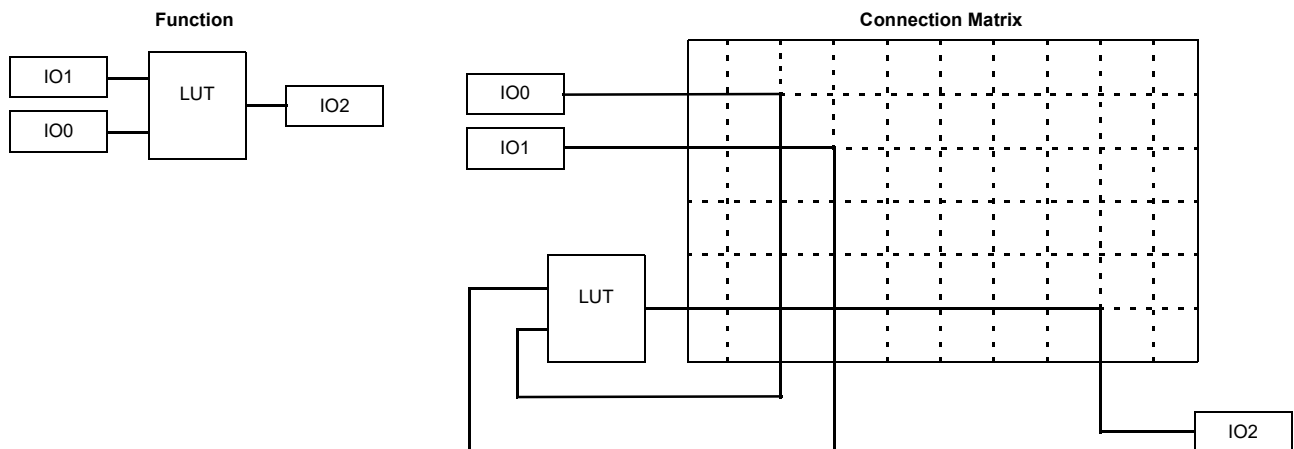 Function
IO1
IO0
LUT
IO2
Connection Matrix
IO0
IO1
LUT
IO2